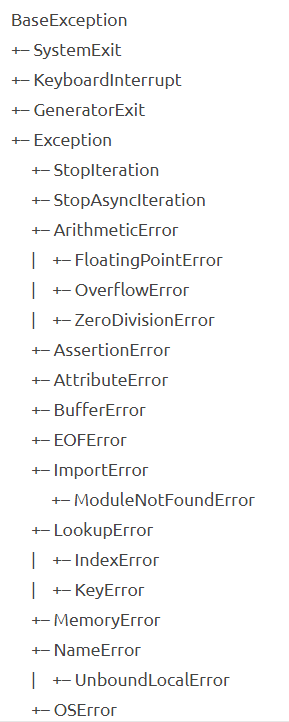 BaseException
+– SystemExit
+– KeyboardInterrupt
+– GeneratorExit
+– Exception
+– StopIteration
+– StopAsyncIteration
+– ArithmeticError
| +– FloatingPointError
| +– OverflowError
| +– ZeroDivisionError
+– AssertionError
+– AttributeError
+– BufferError
+– EOFError
+– ImportError
+– ModuleNotFoundError
+– LookupError
| +– IndexError
| +– KeyError
+– MemoryError
+– NameError
| +– UnboundLocalError
+– OSError